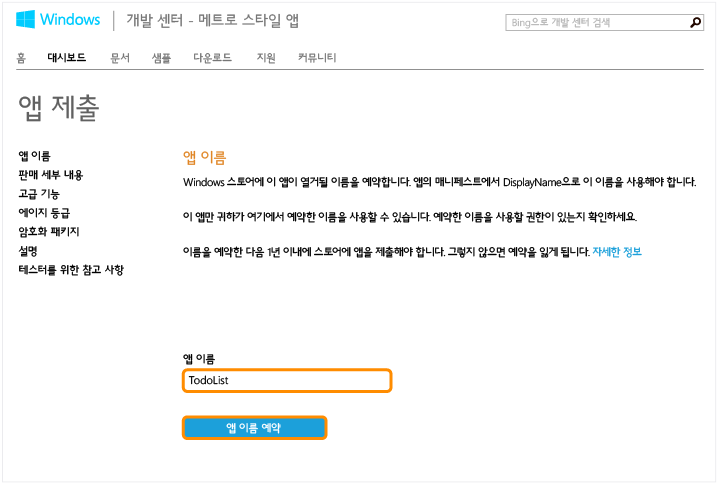 Windows 개발 센터 - 메트로 스타일 앱
Bing으로 개발 센터 검색
홈 대시보드 문서 샘플 다운로드 지원 커뮤니티
앱 제출
앱 이름
판매 세부 내용
고급 기능
에이지 등급
암호화 패키지
설명
테스터를 위한 참고 사항
앱 이름
Windows 스토어에 이 앱이 열거될 이름을 예약합니다. 앱의 매니페스트에서 DisplayName으로 이 이름을 사용해야 합니다.
이 앱만 귀하가 여기에서 예약한 이름을 사용할 수 있습니다. 예약한 이름을 사용할 권한이 있는지 확인하세요.
이름을 예약한 다음 1년 이내에 스토어에 앱을 제출해야 합니다. 그렇지 않으면 예약을 잃게 됩니다. 자세한 정보
앱 이름
TodoList
앱 이름 예약